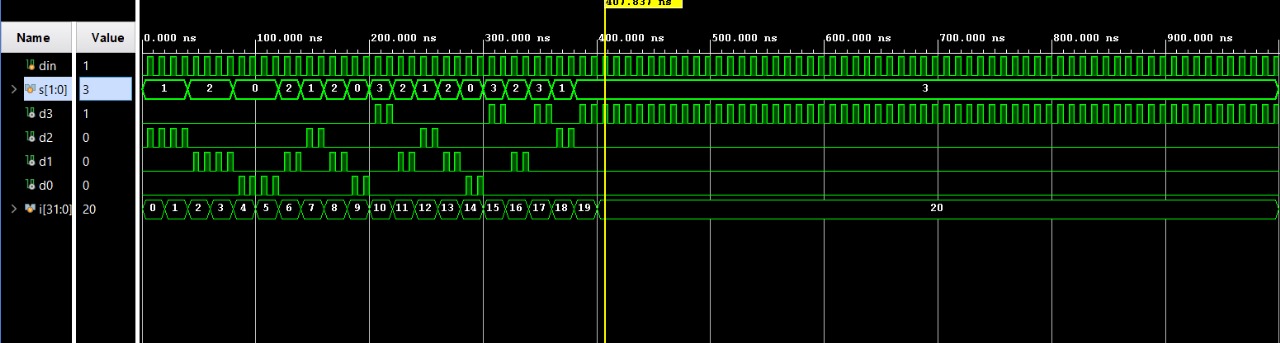 407.837 ns
Name Value 0.000 ns 100.000 ns 200.000 ns 300.000 ns 400.000 ns 500.000 ns 600.000 ns 700.000 ns 800.000 ns 900.000 ns
din 1
s[1:0] 3 1 2 0 2 1 2 0 3 2 1 2 0 3 2 3 1 3
d3 1
d2 0
d1 0
d0 0
i[31:0] 20 0 1 2 3 4 5 6 7 8 9 10 11 12 13 14 15 16 17 18 19 20